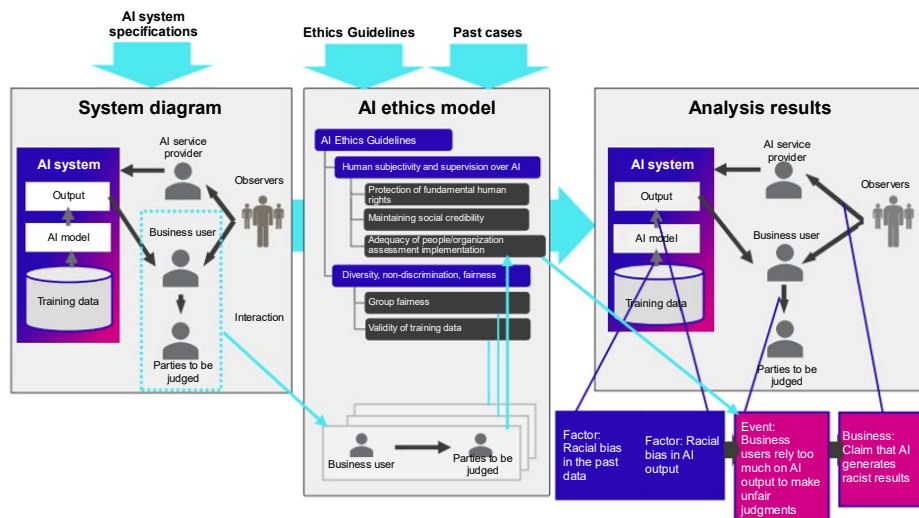 AI system
specifications
Ethics Guidelines
Past cases
System diagram
AI service
provider
AI system
Output
Observers
AI model
Business user
Training data
Interaction
Parties to be
judged
AI ethics model
AI Ethics Guidelines
Human subjectivity and supervision over AI
Protection of fundamental human
rights
Maintaining social credibility
Adequacy of people/organization
assessment implementation
Diversity, non-discrimination, fairness
Group fairness
Validity of training data
Business user
Parties to be
judged
Analysis results
AI service
provider
AI system
Output
Observers
AI model
Business user
Training data
Parties to be
judged
Factor:
Racial bias
in the past
data
Factor: Racial
bias in AI
output
Event:
Business
users rely too
much on AI
output to make
unfair
judgments
Business:
Claim that AI
generates
racist results